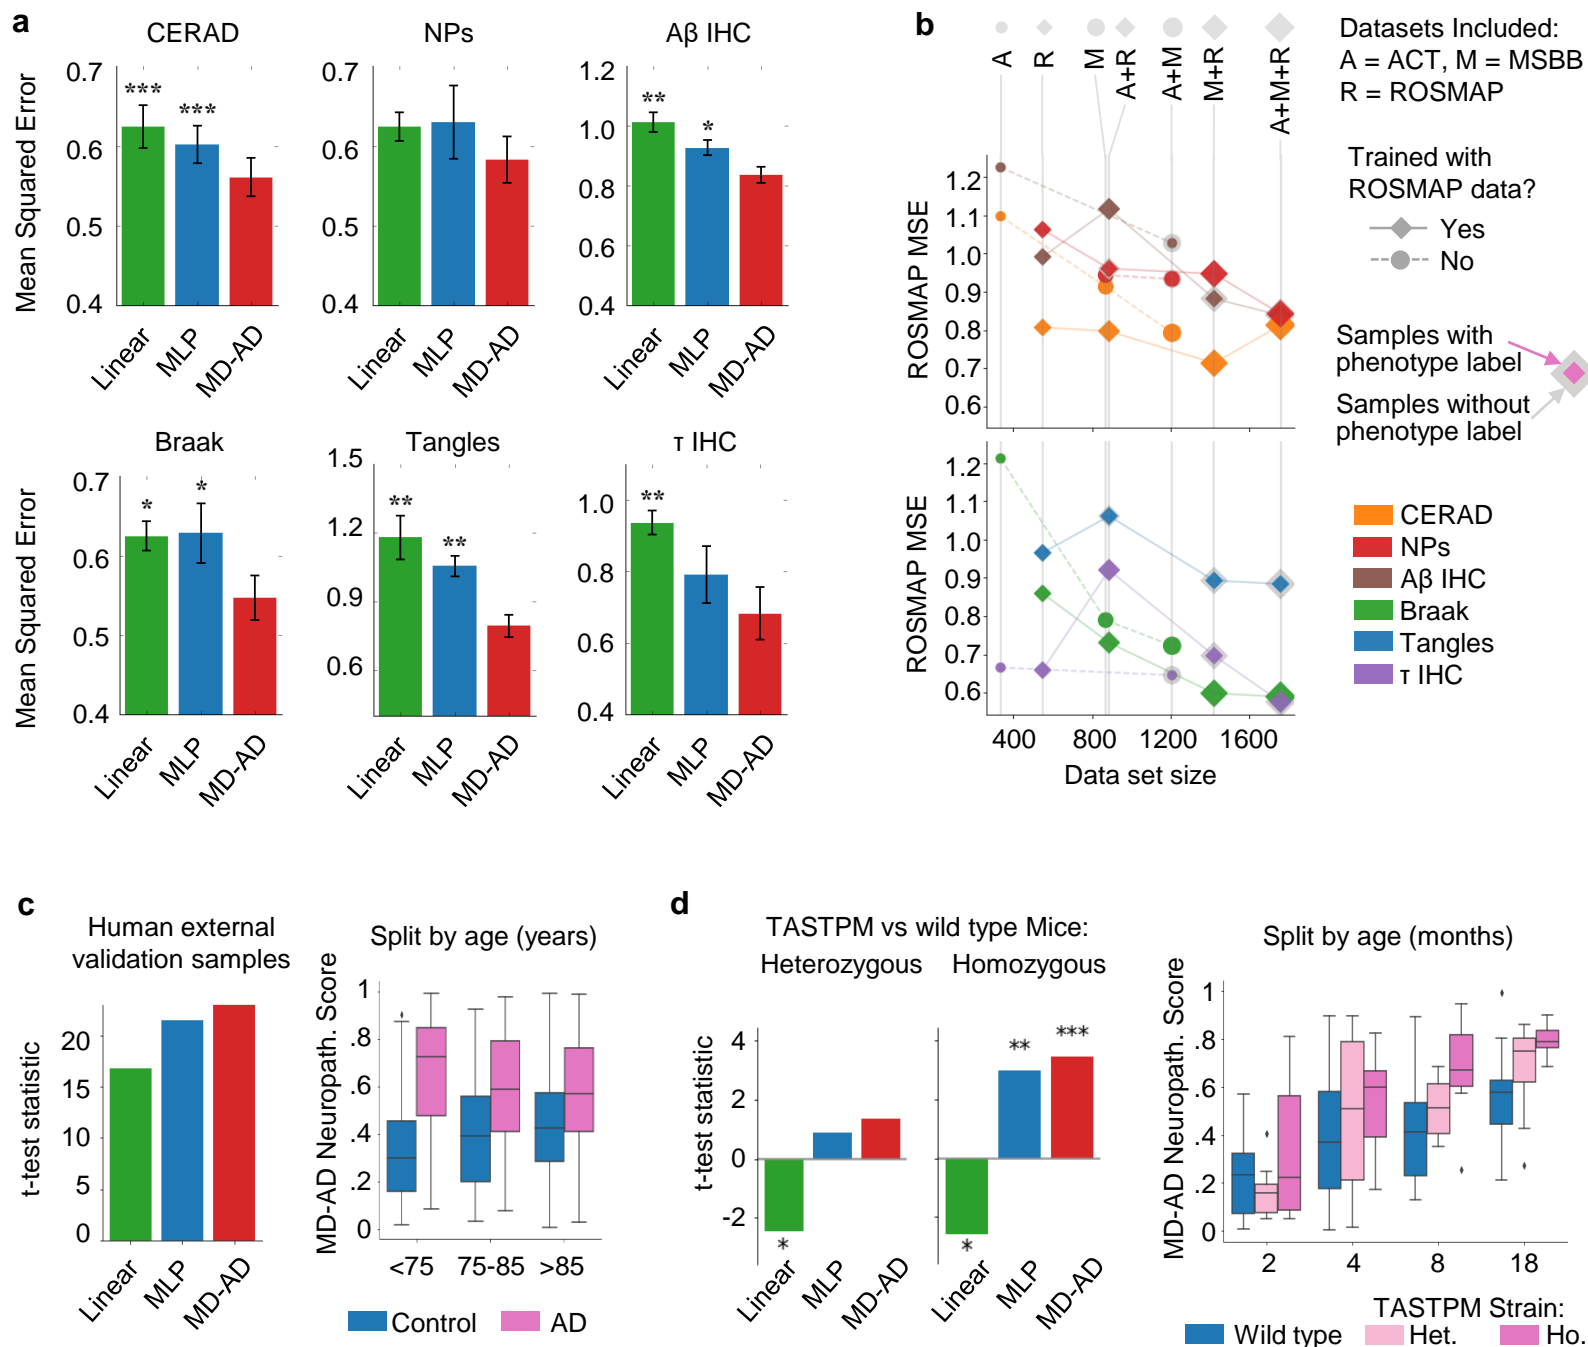 a
CERAD
NPs
Aβ IHC
Mean Squared Error
0.7
0.6
0.5
0.4
***
***
Linear
MLP
MD-AD
0.7
0.6
0.5
0.4
Linear
MLP
MD-AD
1.2
1.0
0.8
0.6
0.4
**
*
Linear
MLP
MD-AD
Braak
Tangles
τ IHC
Mean Squared Error
0.7
0.6
0.5
0.4
*
*
Linear
MLP
MD-AD
1.5
1.2
0.9
0.6
**
**
Linear
MLP
MD-AD
1.0
0.8
0.6
0.4
**
Linear
MLP
MD-AD
b
A
R
M
A+R
A+M
M+R
A+M+R
Datasets Included:
A = ACT, M = MSBB
R = ROSMAP
Trained with
ROSMAP data?
Yes
No
Samples with
phenotype label
Samples without
phenotype label
ROSMAP MSE
1.2
1.1
1.0
0.9
0.8
0.7
0.6
ROSMAP MSE
1.2
1.1
1.0
0.9
0.8
0.7
0.6
400
800
1200
1600
Data set size
CERAD
NPs
Aβ IHC
Braak
Tangles
τ IHC
c
Human external
validation samples
t-test statistic
20
15
10
5
0
Linear
MLP
MD-AD
Split by age (years)
MD-AD Neuropath. Score
1
.8
.6
.4
.2
0
<75
75-85
>85
Control
AD
d
TASTPM vs wild type Mice:
Heterozygous
Homozygous
t-test statistic
4
2
0
-2
*
Linear
MLP
MD-AD
*
**
***
Linear
MLP
MD-AD
Split by age (months)
MD-AD Neuropath. Score
1
.8
.6
.4
.2
0
2
4
8
18
TASTPM Strain:
Wild type
Het.
Ho.